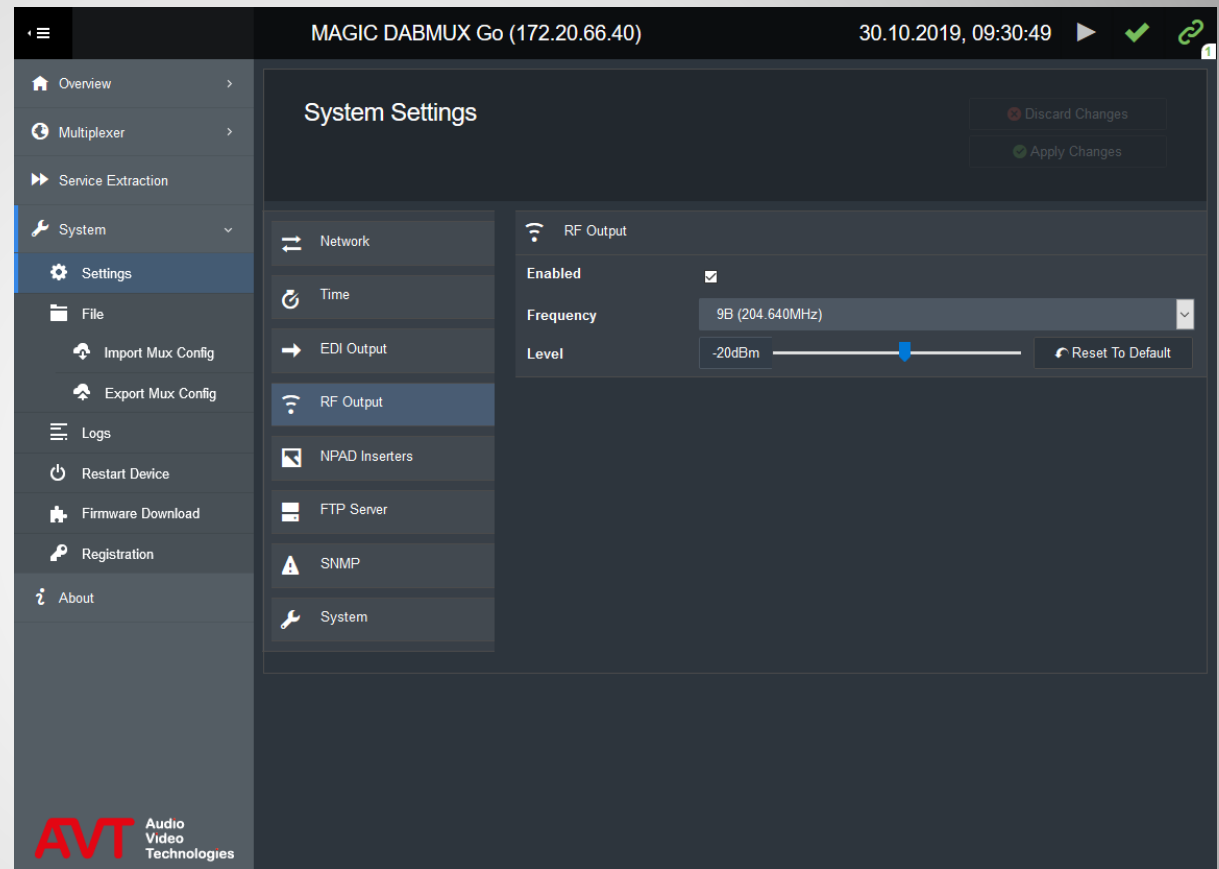 MAGIC DABMUX Go (172.20.66.40)
30.10.2019, 09:30:49
1
Overview
Multiplexer
Service Extraction
System
Settings
File
Import Mux Config
Export Mux Config
Logs
Restart Device
Firmware Download
Registration
About
AVT
Audio
Video
Technologies
System Settings
Discard Changes
Apply Changes
Network
Time
EDI Output
RF Output
NPAD Inserters
FTP Server
SNMP
System
RF Output
Enabled
Frequency
9B (204.640MHz)
Level
-20dBm
Reset To Default